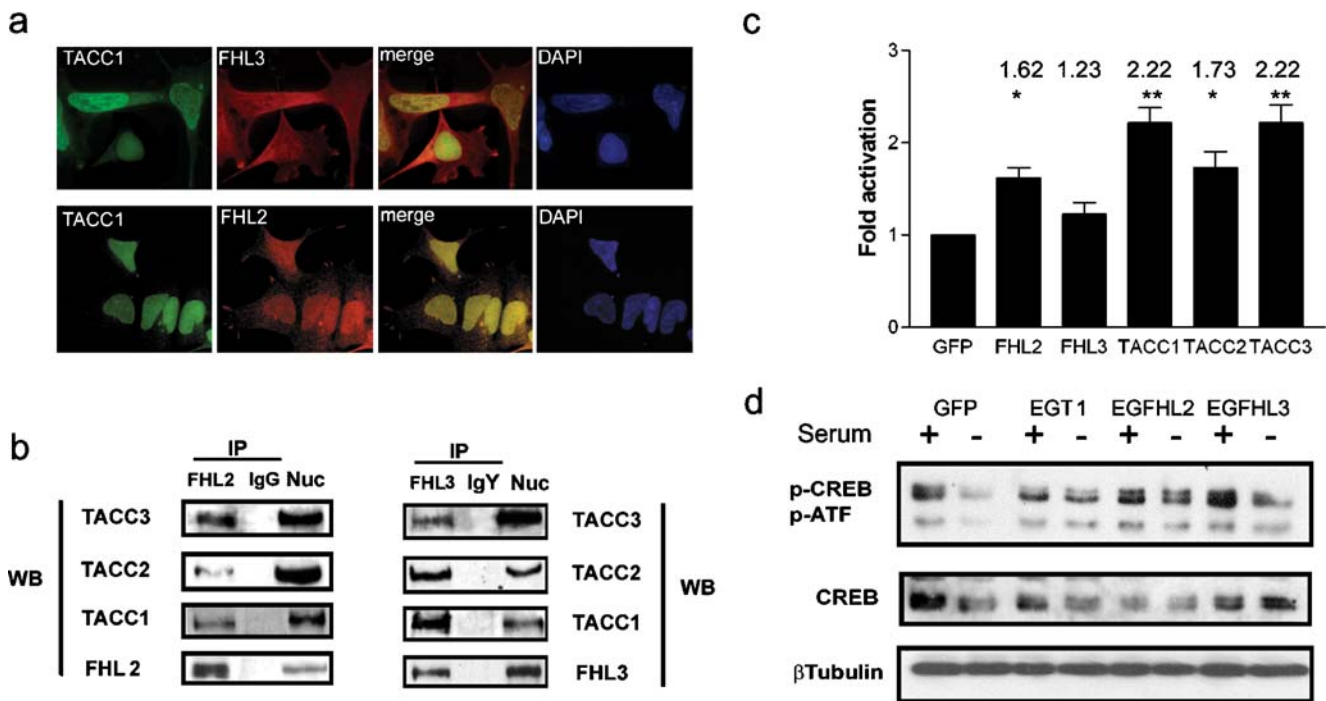 a
TACC1 FHL3 merge DAPI
TACC1 FHL2 merge DAPI
b
IP
FHL2 IgG Nuc
WB
TACC3
TACC2
TACC1
FHL 2
IP
FHL3 IgY Nuc
TACC3
TACC2
TACC1
FHL3
WB
c
Fold activation
3
2
1
0
1.62 1.23 2.22 1.73 2.22
* ** * **
GFP FHL2 FHL3 TACC1 TACC2 TACC3
d
GFP EGT1 EGFHL2 EGFHL3
Serum + - + - + - + -
p-CREB
p-ATF
CREB
βTubulin